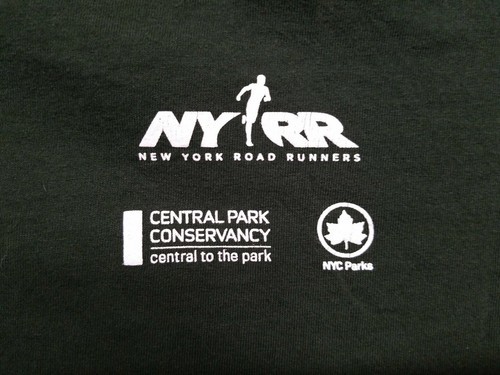 NYRR
NEW YORK ROAD RUNNERS
CENTRAL PARK
CONSERVANCY
central to the park
NYC Parks